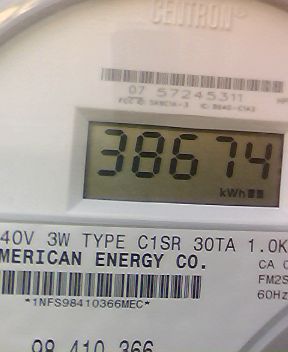 CENTRON®
07 57245311
38674
kWh
40V 3W TYPE C1SR 30TA 1.0K
MERICAN ENERGY CO.
CA 0
FM2S
60Hz
*1NFS98410366MEC*
98 410 366